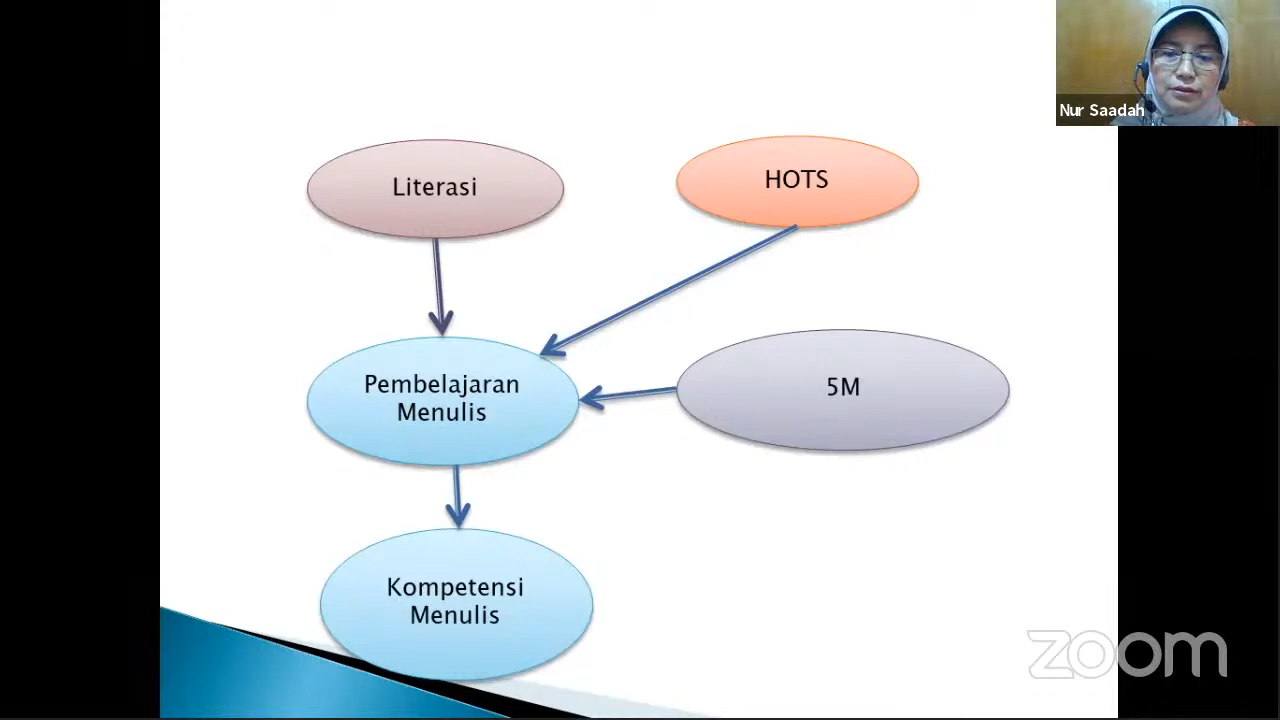 Nur Saadah
Literasi
HOTS
Pembelajaran
Menulis
5M
Kompetensi
Menulis
zoom